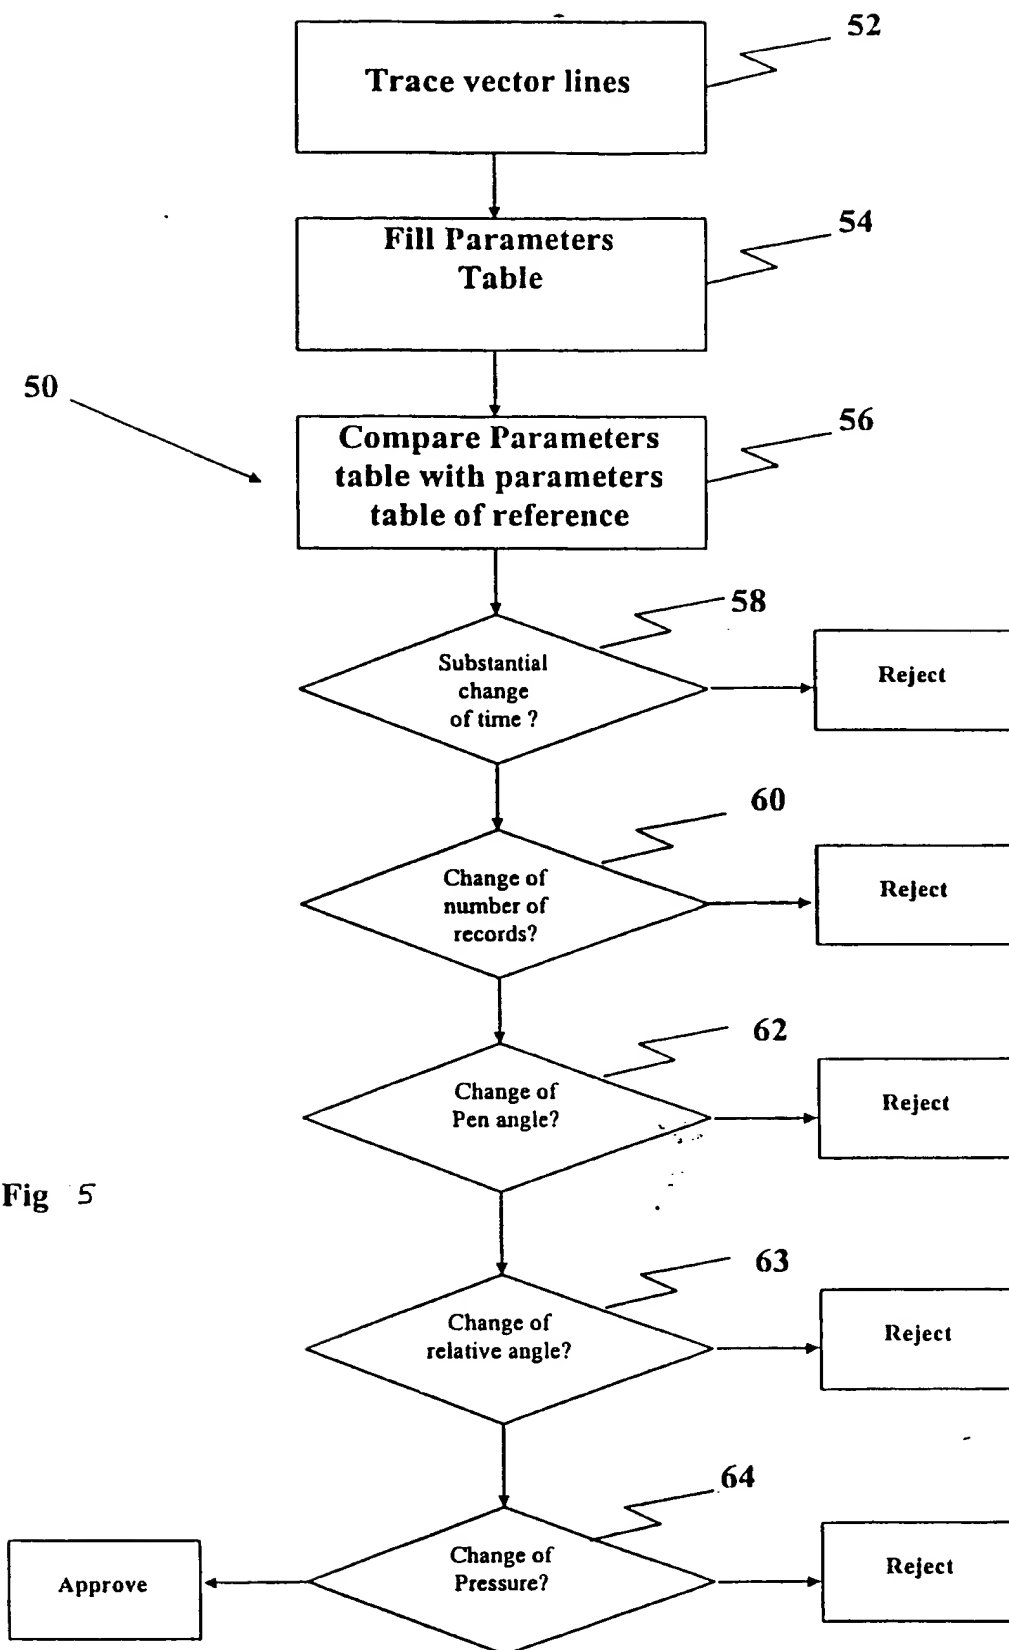 52
Trace vector lines
54
Fill Parameters
Table
50
56
Compare Parameters
table with parameters
table of reference
58
Substantial
change
of time ?
Reject
60
Change of
number of
records?
Reject
62
Change of
Pen angle?
Reject
Fig 5
63
Change of
relative angle?
Reject
64
Change of
Pressure?
Approve
Reject